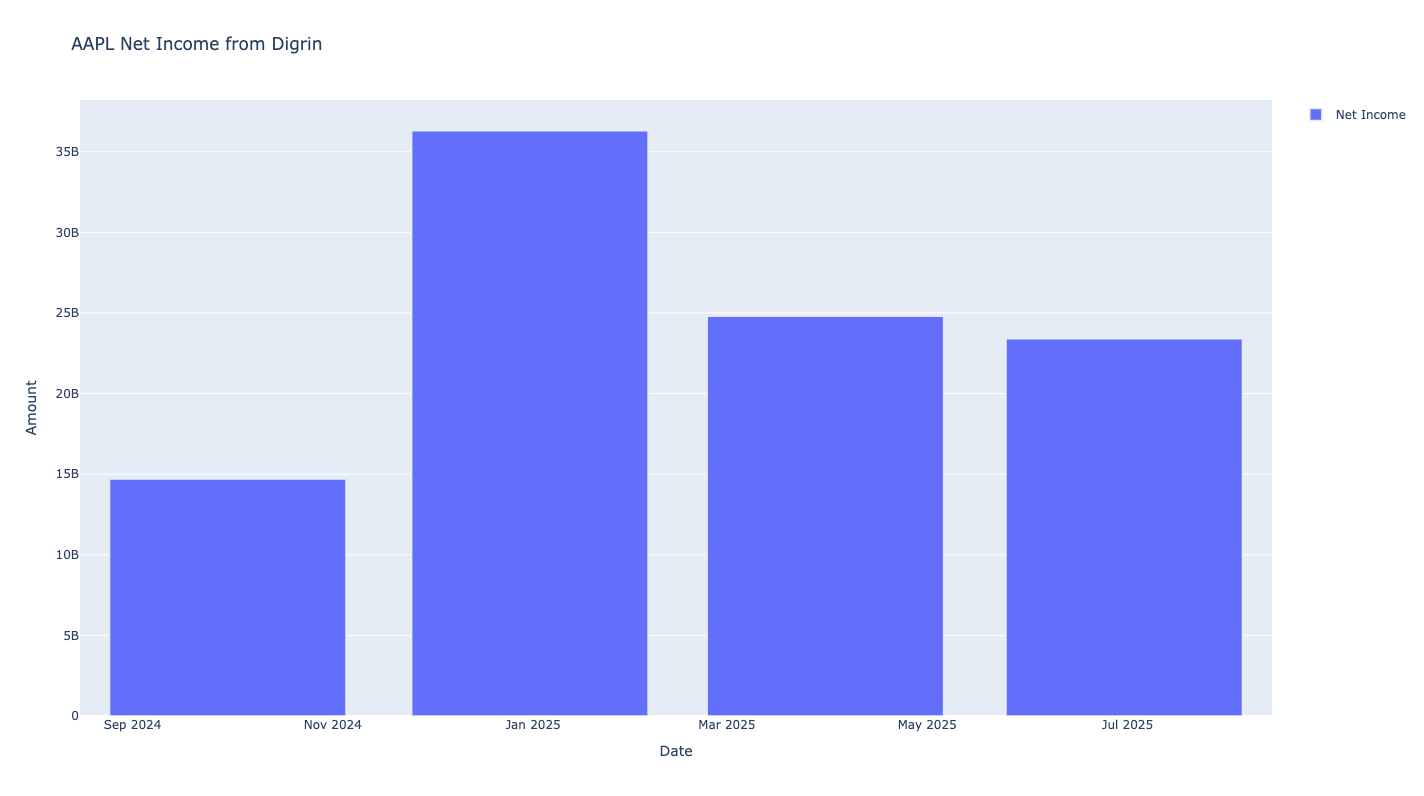 AAPL Net Income from Digrin
Net Income
35B
30B
25B
20B
15B
10B
5B
0
Amount
Sep 2024
Nov 2024
Jan 2025
Mar 2025
May 2025
Jul 2025
Date